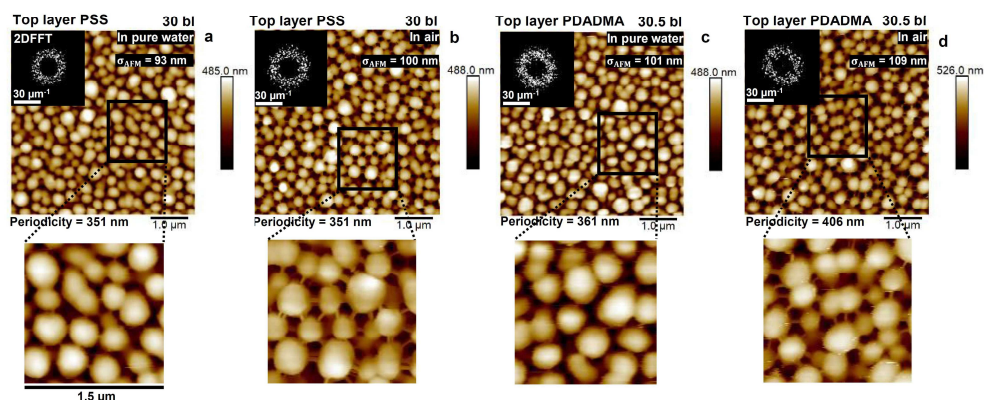 Top layer PSS 30 bl
2DFFT
In pure water
σAFM = 93 nm
30 μm⁻¹
a
485.0 nm
Periodicity = 351 nm
1.0 μm
1.5 μm
Top layer PSS 30 bl
In air
σAFM = 100 nm
30 μm⁻¹
b
488.0 nm
Periodicity = 351 nm
1.0 μm
Top layer PDADMA 30.5 bl
In pure water
σAFM = 101 nm
30 μm⁻¹
c
488.0 nm
Periodicity = 361 nm
1.0 μm
Top layer PDADMA 30.5 bl
In air
σAFM = 109 nm
30 μm⁻¹
d
526.0 nm
Periodicity = 406 nm
1.0 μm